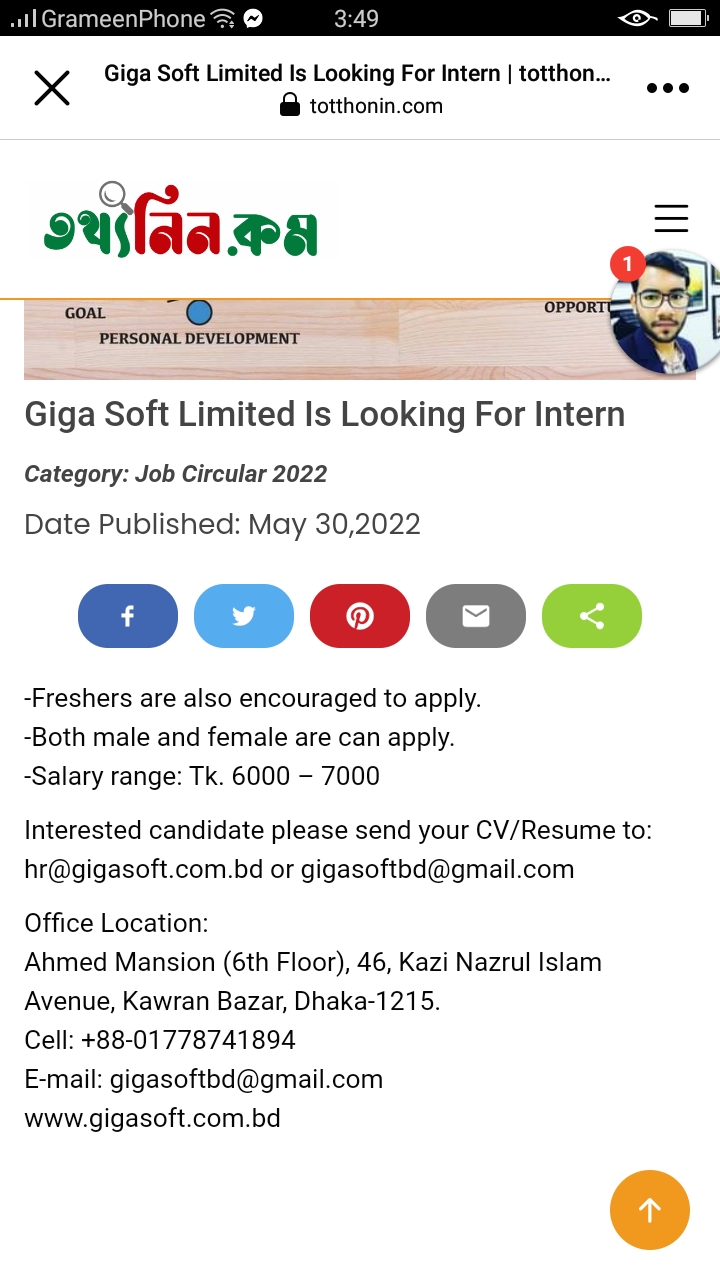 GrameenPhone 3:49
Giga Soft Limited Is Looking For Intern | totthon...
totthonin.com
তথ্যনিন.কম
1
GOAL
OPPORTU
PERSONAL DEVELOPMENT
Giga Soft Limited Is Looking For Intern
Category: Job Circular 2022
Date Published: May 30,2022
-Freshers are also encouraged to apply.
-Both male and female are can apply.
-Salary range: Tk. 6000 – 7000
Interested candidate please send your CV/Resume to:
hr@gigasoft.com.bd or gigasoftbd@gmail.com
Office Location:
Ahmed Mansion (6th Floor), 46, Kazi Nazrul Islam
Avenue, Kawran Bazar, Dhaka-1215.
Cell: +88-01778741894
E-mail: gigasoftbd@gmail.com
www.gigasoft.com.bd